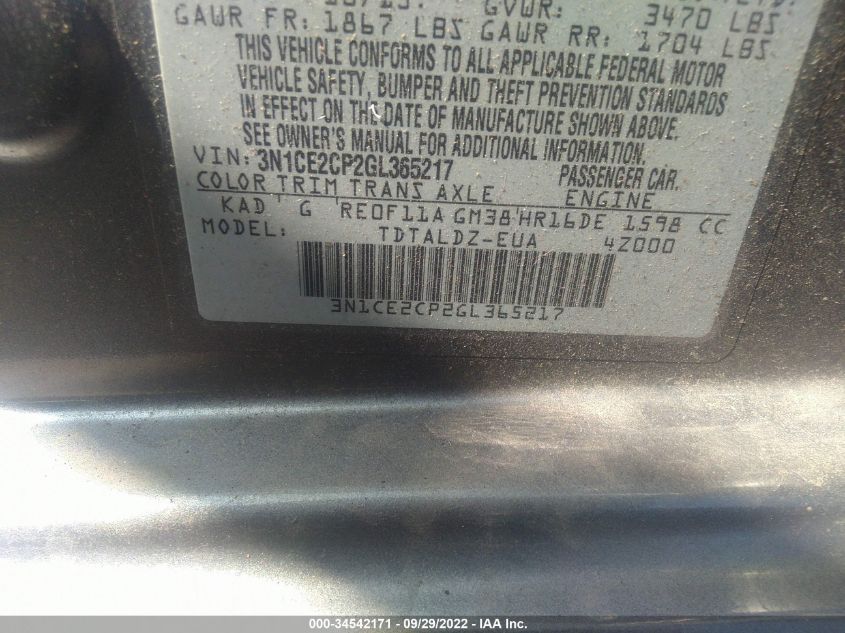 GVWR: 3470 LBS
GAWR FR: 1867 LBS GAWR RR: 1704 LBS
THIS VEHICLE CONFORMS TO ALL APPLICABLE FEDERAL MOTOR
VEHICLE SAFETY, BUMPER AND THEFT PREVENTION STANDARDS
IN EFFECT ON THE DATE OF MANUFACTURE SHOWN ABOVE.
SEE OWNER'S MANUAL FOR ADDITIONAL INFORMATION.
VIN: 3N1CE2CP2GL365217 PASSENGER CAR.
COLOR TRIM TRANS AXLE ENGINE
KAD G RE0F11A GM38 HR16DE 1598 CC
MODEL: TDTALDZ-EUA 4Z000
3N1CE2CP2GL365217
000-34542171 - 09/29/2022 - IAA Inc.